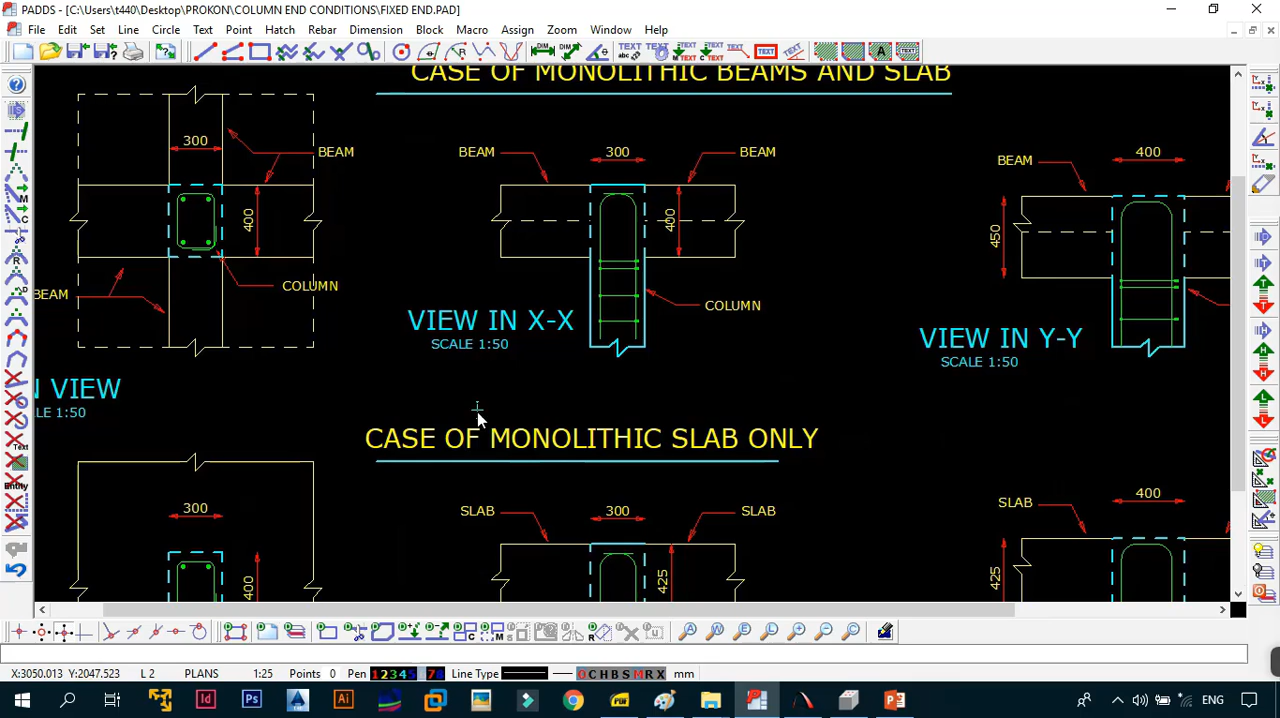 PADDS - [C:\Users\t440\Desktop\PROKON\COLUMN END CONDITIONS\FIXED END.PAD]
File Edit Set Line Circle Text Point Hatch Rebar Dimension Block Macro Assign Zoom Window Help
CASE OF MONOLITHIC BEAMS AND SLAB
300
BEAM
400
COLUMN
BEAM
N VIEW
LE 1:50
BEAM
300
BEAM
400
COLUMN
VIEW IN X-X
SCALE 1:50
BEAM
400
450
VIEW IN Y-Y
SCALE 1:50
CASE OF MONOLITHIC SLAB ONLY
300
400
SLAB
300
SLAB
425
SLAB
400
425
Text
Entity
X:3050.013 Y:2047.523 L 2 PLANS 1:25 Points 0 Pen 1 2 3 4 5 7 8 Line Type O C H B S M R X mm
ENG